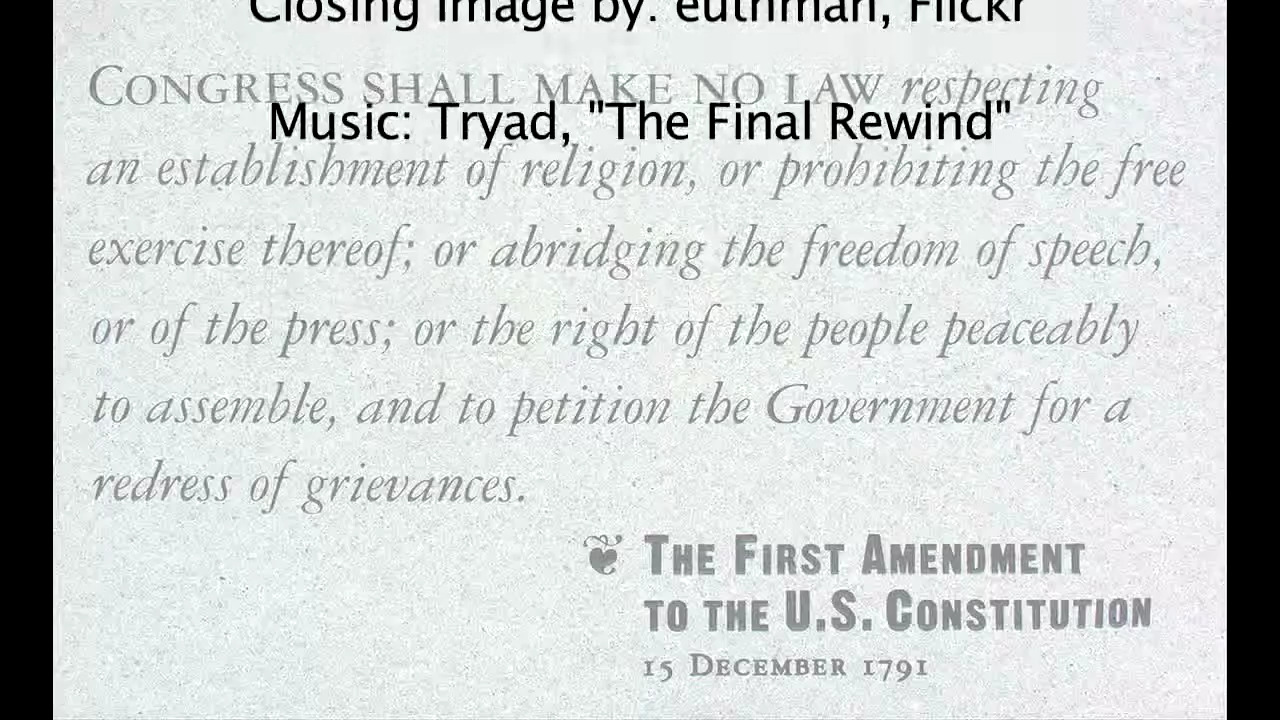 Closing image by: euthman, Flickr
CONGRESS SHALL MAKE NO LAW respecting
Music: Tryad, "The Final Rewind"
an establishment of religion, or prohibiting the free
exercise thereof; or abridging the freedom of speech,
or of the press; or the right of the people peaceably
to assemble, and to petition the Government for a
redress of grievances.
THE FIRST AMENDMENT
TO THE U.S. CONSTITUTION
15 DECEMBER 1791